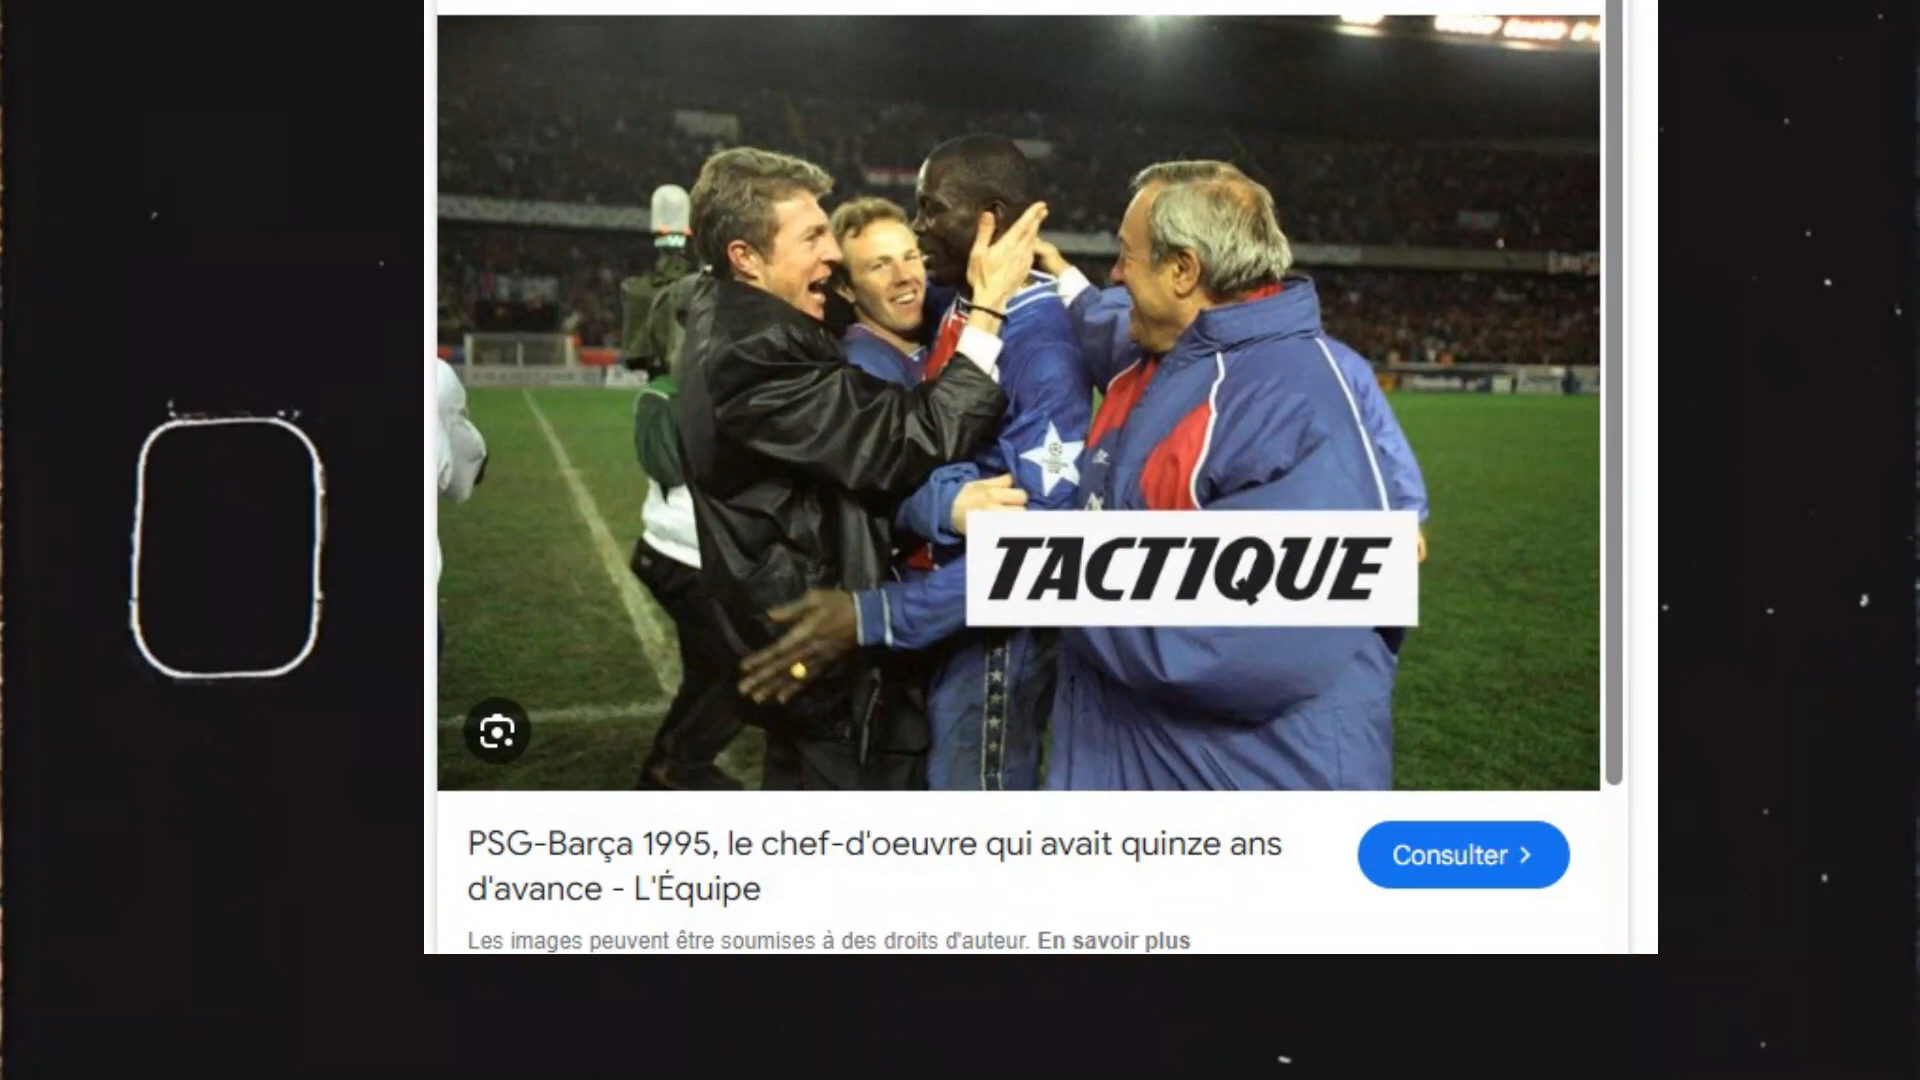 TACTIQUE
PSG-Barça 1995, le chef-d'oeuvre qui avait quinze ans
d'avance - L'Équipe
Consulter
Les images peuvent être soumises à des droits d'auteur. En savoir plus